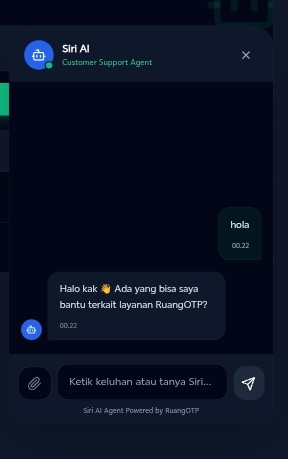 Siri AI
Customer Support Agent
hola
00.22
Halo kak 👋 Ada yang bisa saya
bantu terkait layanan RuangOTP?
00.22
Ketik keluhan atau tanya Siri...
Siri AI Agent Powered by RuangOTP